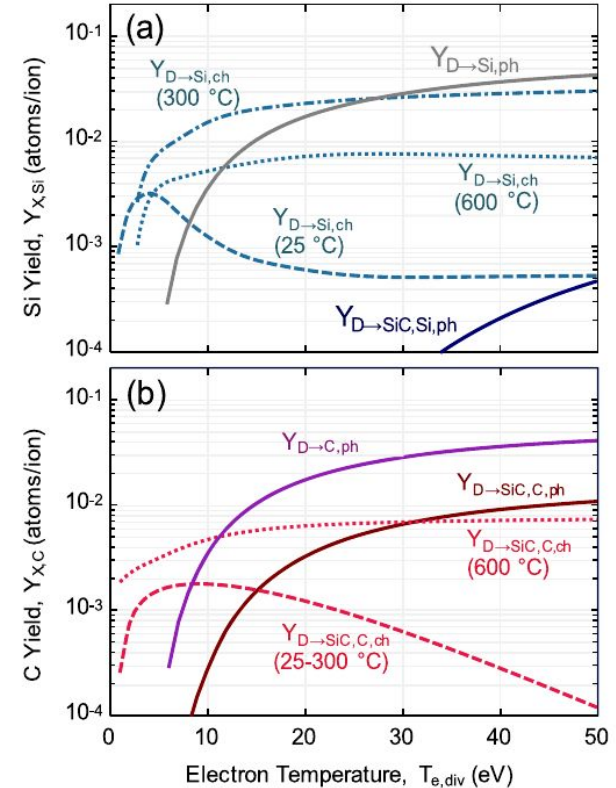 (a)
10⁻¹
10⁻²
10⁻³
10⁻⁴
Si Yield, Y_X,Si (atoms/ion)
Y_D→Si,ph
Y_D→Si,ch
(300 °C)
Y_D→Si,ch
(600 °C)
Y_D→Si,ch
(25 °C)
Y_D→SiC,Si,ph
(b)
10⁻¹
10⁻²
10⁻³
10⁻⁴
C Yield, Y_X,C (atoms/ion)
Y_D→C,ph
Y_D→SiC,C,ph
Y_D→SiC,C,ch
(600 °C)
Y_D→SiC,C,ch
(25-300 °C)
0 10 20 30 40 50
Electron Temperature, T_e,div (eV)